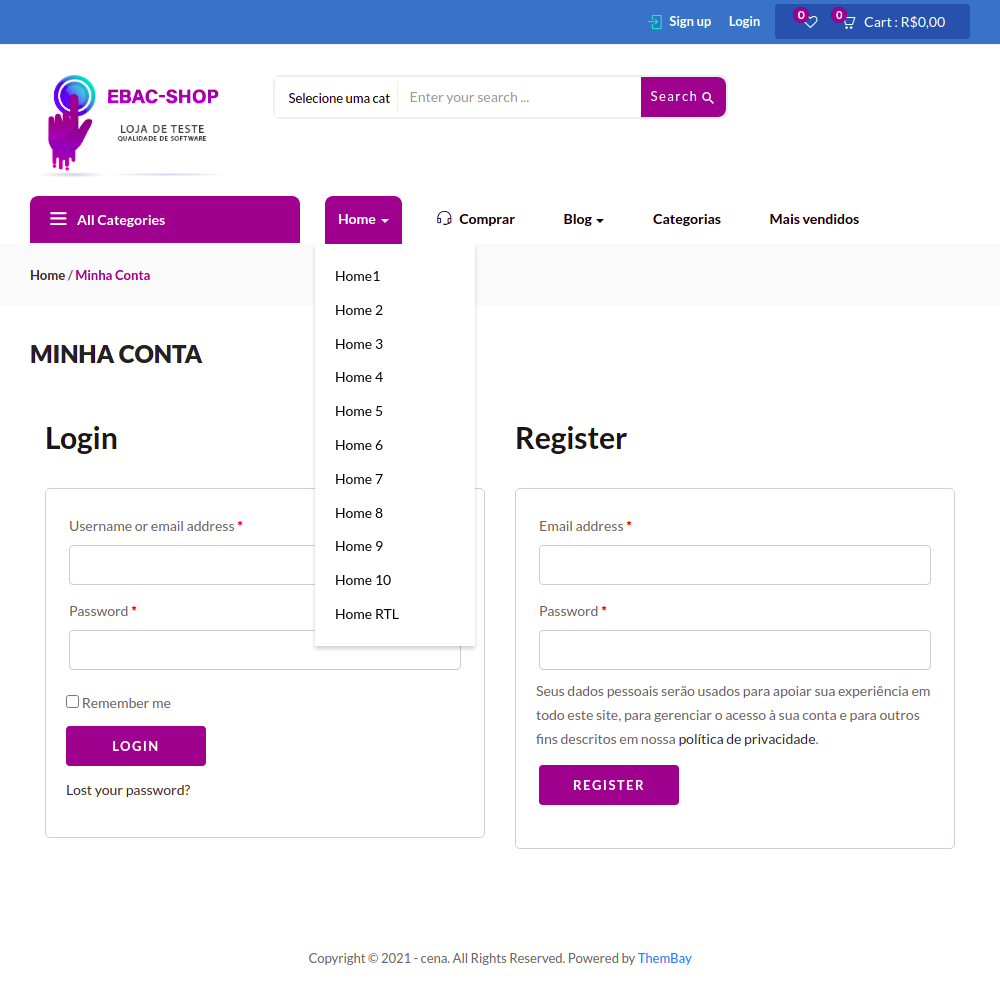 Sign up Login 0 0 Cart : R$0,00
EBAC-SHOP
LOJA DE TESTE
QUALIDADE DE SOFTWARE
Selecione uma cat Enter your search ... Search
All Categories Home Comprar Blog Categorias Mais vendidos
Home / Minha Conta
Home1
Home 2
Home 3
Home 4
Home 5
Home 6
Home 7
Home 8
Home 9
Home 10
Home RTL
MINHA CONTA
Login
Username or email address *
Password *
Remember me
LOGIN
Lost your password?
Register
Email address *
Password *
Seus dados pessoais serão usados para apoiar sua experiência em
todo este site, para gerenciar o acesso à sua conta e para outros
fins descritos em nossa política de privacidade.
REGISTER
Copyright © 2021 - cena. All Rights Reserved. Powered by ThemBay